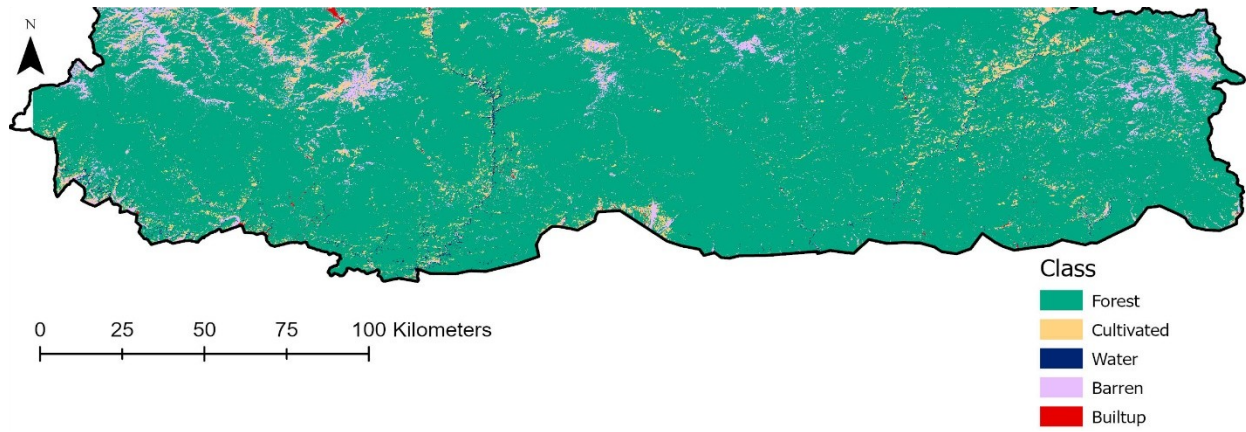 N
Class
Forest
Cultivated
Water
Barren
Builtup
0 25 50 75 100 Kilometers